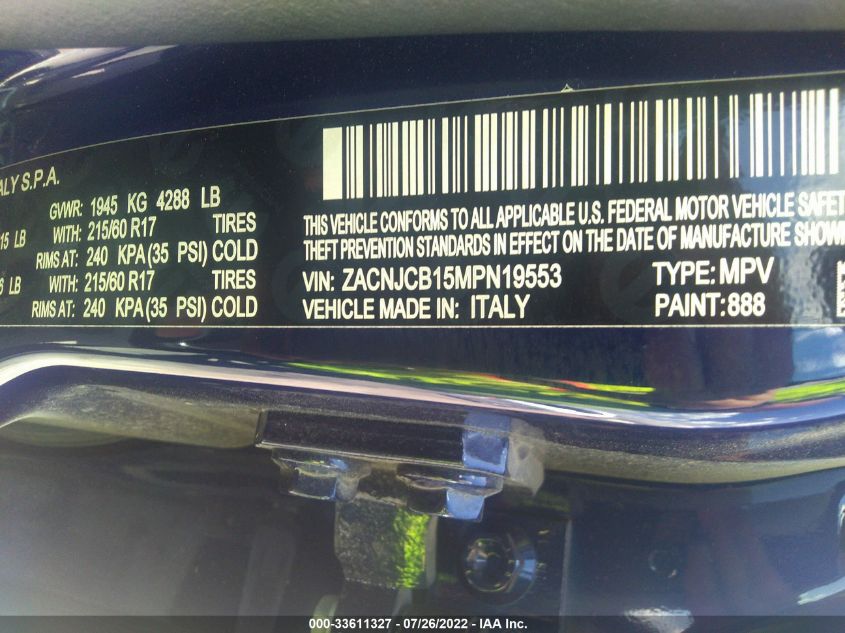 ALY S.P.A.
GVWR: 1945 KG 4288 LB
15 LB WITH: 215/60 R17 TIRES
RIMS AT: 240 KPA (35 PSI) COLD
6 LB WITH: 215/60 R17 TIRES
RIMS AT: 240 KPA (35 PSI) COLD
THIS VEHICLE CONFORMS TO ALL APPLICABLE U.S. FEDERAL MOTOR VEHICLE SAFET
THEFT PREVENTION STANDARDS IN EFFECT ON THE DATE OF MANUFACTURE SHOW
VIN: ZACNJCB15MPN19553 TYPE: MPV
VEHICLE MADE IN: ITALY PAINT: 888
000-33611327 / 07/26/2022 - IAA Inc.